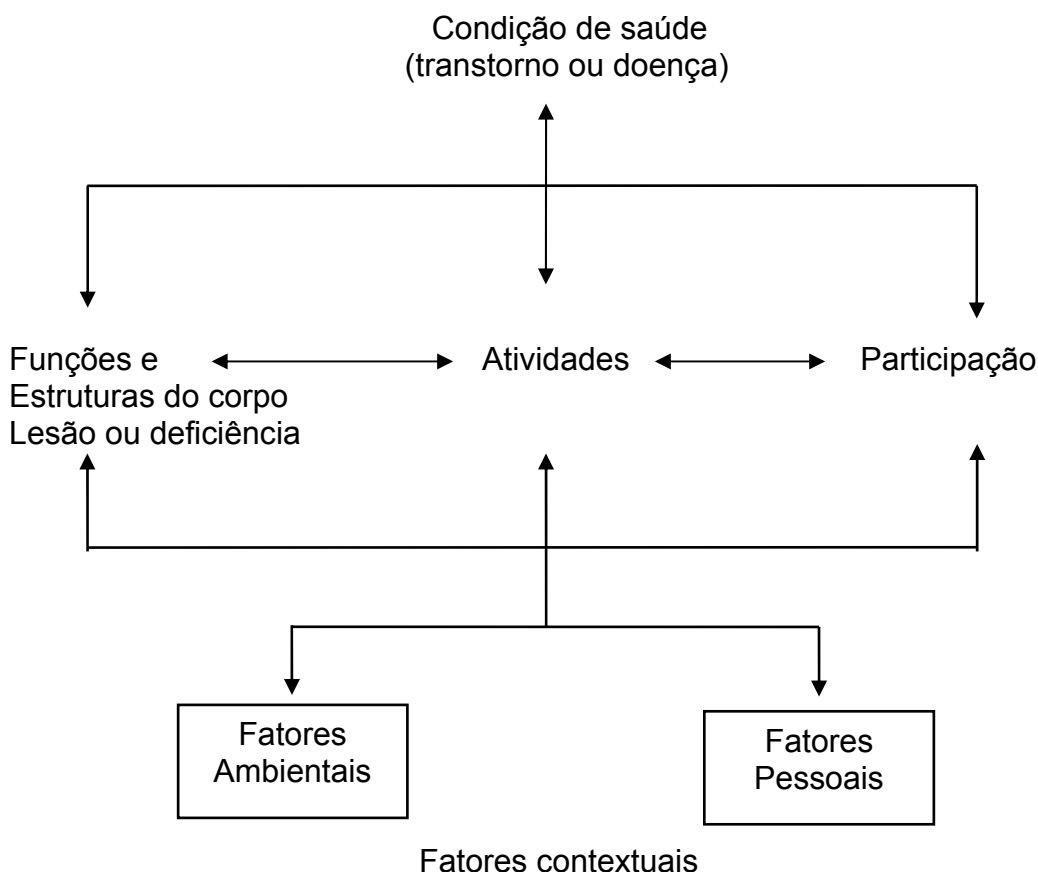 Condição de saúde
(transtorno ou doença)
Funções e
Estruturas do corpo
Lesão ou deficiência
Atividades
Participação
Fatores
Ambientais
Fatores
Pessoais
Fatores contextuais